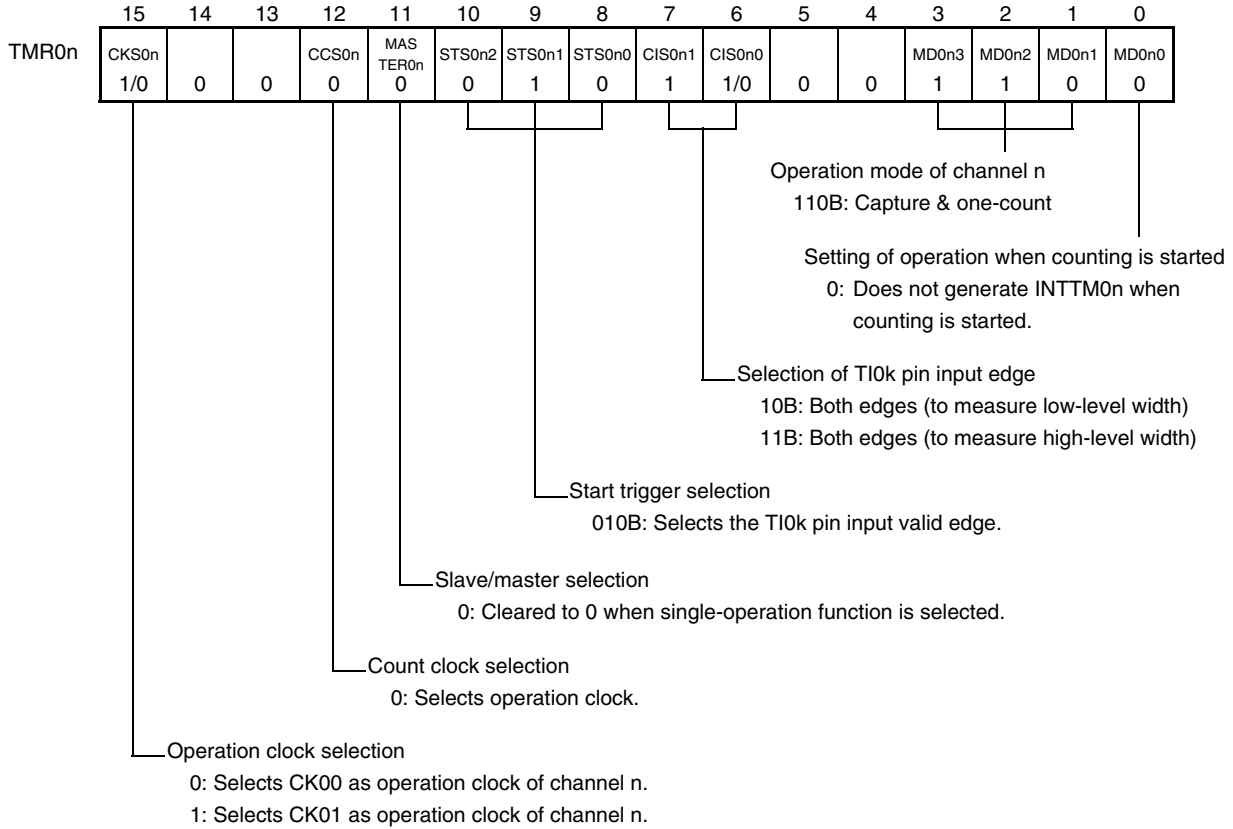 15 14 13 12 11 10 9 8 7 6 5 4 3 2 1 0
TMR0n CKS0n CCS0n MAS TER0n STS0n2 STS0n1 STS0n0 CIS0n1 CIS0n0 MD0n3 MD0n2 MD0n1 MD0n0
1/0 0 0 0 0 0 1 0 1 1/0 0 0 1 1 0 0
Operation mode of channel n
110B: Capture & one-count
Setting of operation when counting is started
0: Does not generate INTTM0n when
counting is started.
Selection of TI0k pin input edge
10B: Both edges (to measure low-level width)
11B: Both edges (to measure high-level width)
Start trigger selection
010B: Selects the TI0k pin input valid edge.
Slave/master selection
0: Cleared to 0 when single-operation function is selected.
Count clock selection
0: Selects operation clock.
Operation clock selection
0: Selects CK00 as operation clock of channel n.
1: Selects CK01 as operation clock of channel n.